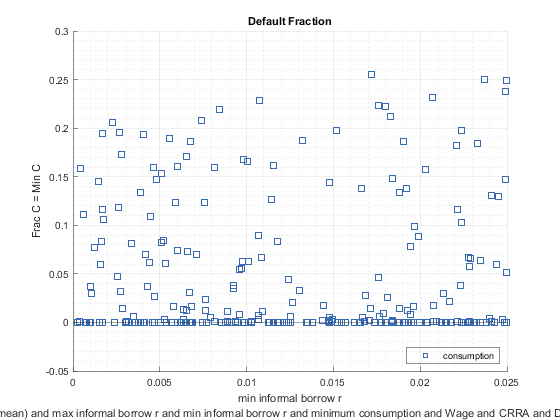 Default Fraction
0.3
0.25
0.2
0.15
0.1
0.05
0
-0.05
Frac C = Min C
consumption
0 0.005 0.01 0.015 0.02 0.025
min informal borrow r
mean) and max informal borrow r and min informal borrow r and minimum consumption and Wage and CRRA and